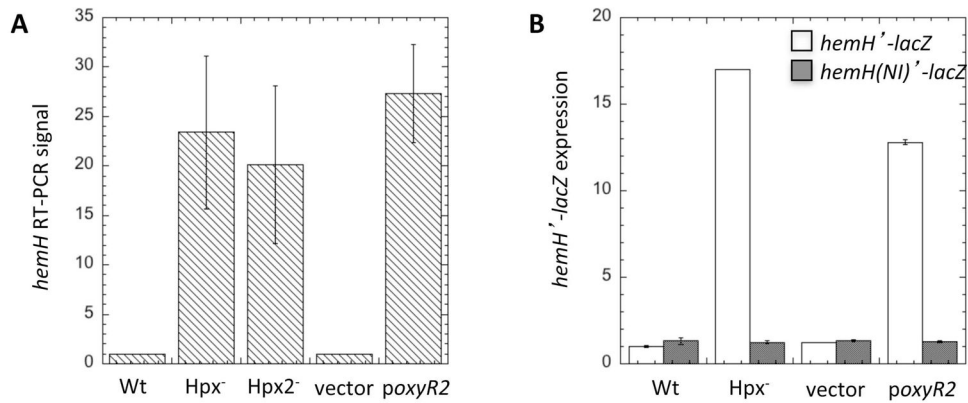 A
hemH RT-PCR signal
35
30
25
20
15
10
5
0
Wt Hpx⁻ Hpx2⁻ vector poxyR2
B
hemH'-lacZ expression
20
15
10
5
0
hemH'-lacZ
hemH(NI)'-lacZ
Wt Hpx⁻ vector poxyR2